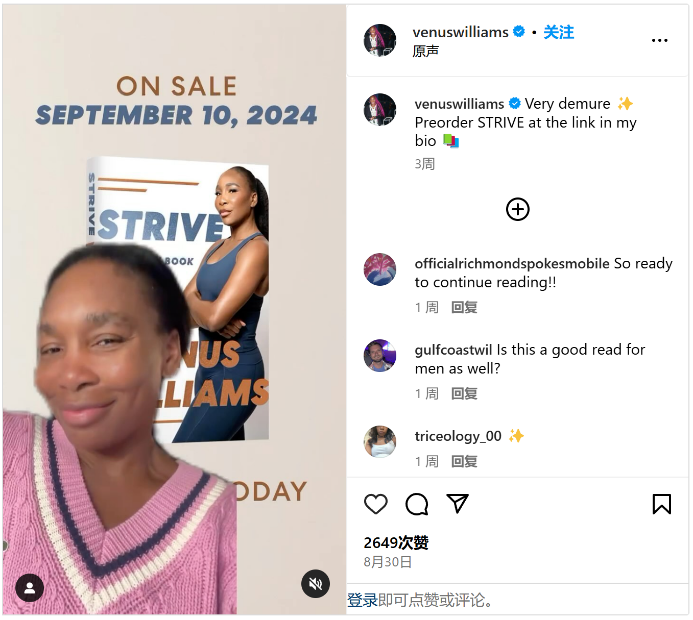 ON SALE
SEPTEMBER 10, 2024
STRIVE
STRIVE
BOOK
NUS
LLIAMS
ODAY
venuswilliams • 关注
原声
venuswilliams Very demure ✨
Preorder STRIVE at the link in my
bio
3周
officialrichmondspokesmobile So ready
to continue reading!!
1 周 回复
gulfcoastwil Is this a good read for
men as well?
1 周 回复
triceology_00 ✨
1 周 回复
2649次赞
8月30日
登录即可点赞或评论。